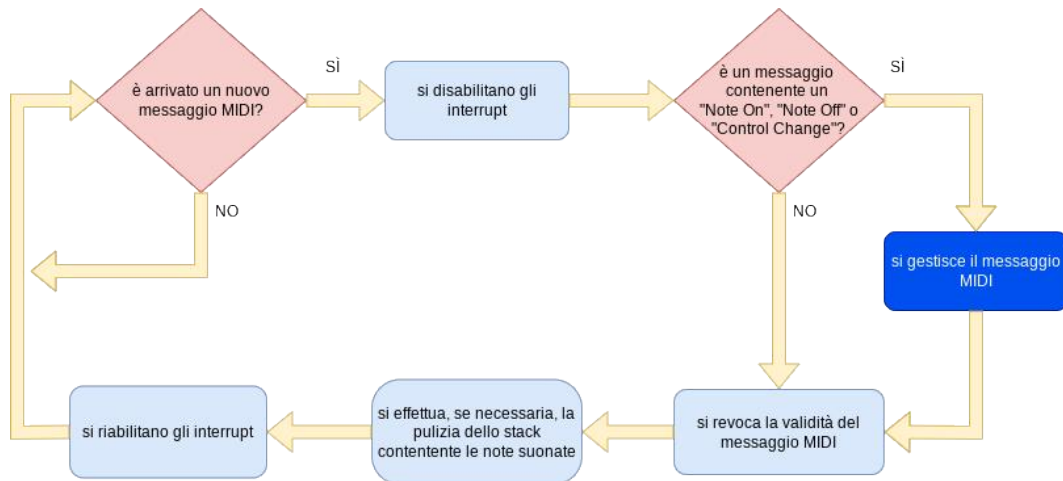 è arrivato un nuovo
messaggio MIDI?
SÌ
si disabilitano gli
interrupt
è un messaggio
contenente un
"Note On", "Note Off" o
"Control Change"?
SÌ
NO
NO
si gestisce il messaggio
MIDI
si riabilitano gli interrupt
si effettua, se necessaria, la
pulizia dello stack
contentente le note suonate
si revoca la validità del
messaggio MIDI